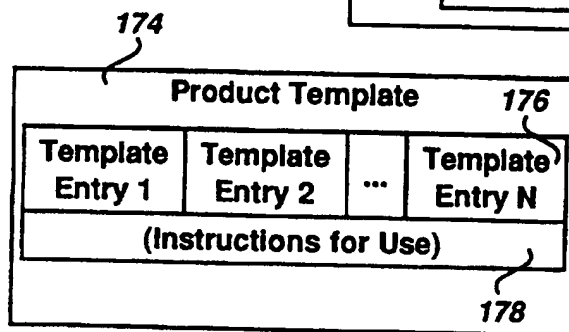 174
Product Template
176
Template Entry 1
Template Entry 2
...
Template Entry N
(Instructions for Use)
178